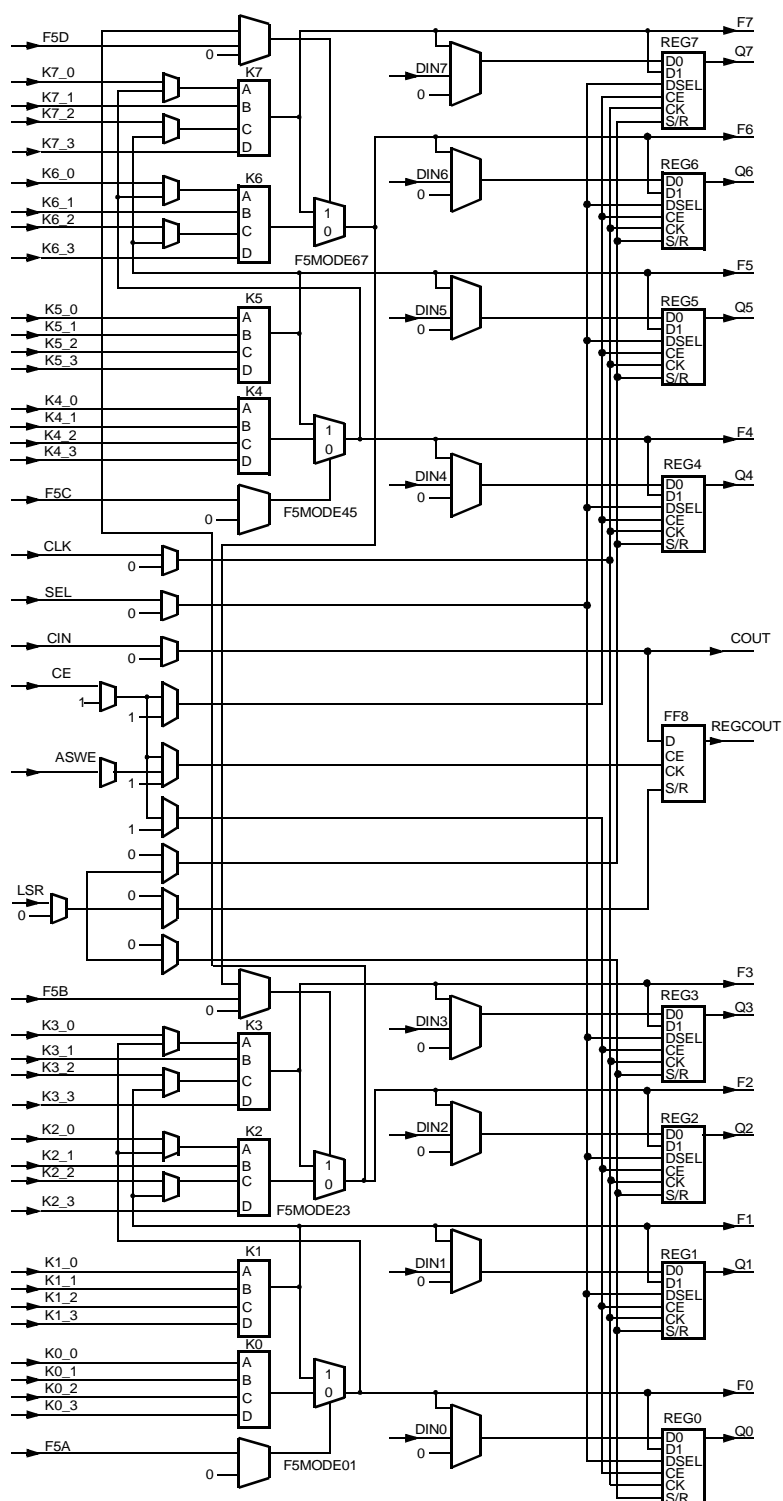 F7
F5D
0
REG7
K7_0
K7
D0
Q7
A
DIN7
D1
K7_1
B
0
DSEL
K7_2
C
CE
CK
K7_3
D
S/R
F6
K6_0
K6
REG6
A
DIN6
D0
Q6
K6_1
B
1
0
D1
K6_2
C
0
DSEL
CE
CK
K6_3
D
S/R
F5MODE67
F5
K5
REG5
K5_0
A
DIN5
D0
Q5
K5_1
B
0
D1
K5_2
C
DSEL
K5_3
D
CE
CK
S/R
K4_0
K4
A
K4_1
B
1
F4
K4_2
C
0
K4_3
D
REG4
DIN4
D0
Q4
F5C
0
D1
0
F5MODE45
DSEL
CE
CK
CLK
S/R
0
SEL
0
CIN
COUT
0
CE
1
1
FF8
REGCOUT
D
ASWE
CE
1
CK
S/R
1
0
LSR
0
0
0
F3
F5B
0
REG3
K3_0
K3
D0
Q3
A
DIN3
D1
K3_1
B
0
DSEL
K3_2
C
CE
CK
K3_3
D
S/R
F2
K2_0
K2
REG2
A
DIN2
D0
Q2
K2_1
B
1
0
D1
K2_2
C
0
DSEL
CE
CK
K2_3
D
S/R
F5MODE23
F1
K1
REG1
K1_0
A
DIN1
D0
Q1
K1_1
B
0
D1
K1_2
C
DSEL
K1_3
D
CE
CK
S/R
K0_0
K0
A
K0_1
B
1
F0
K0_2
C
0
K0_3
D
REG0
DIN0
D0
Q0
F5A
0
D1
0
F5MODE01
DSEL
CE
CK
S/R